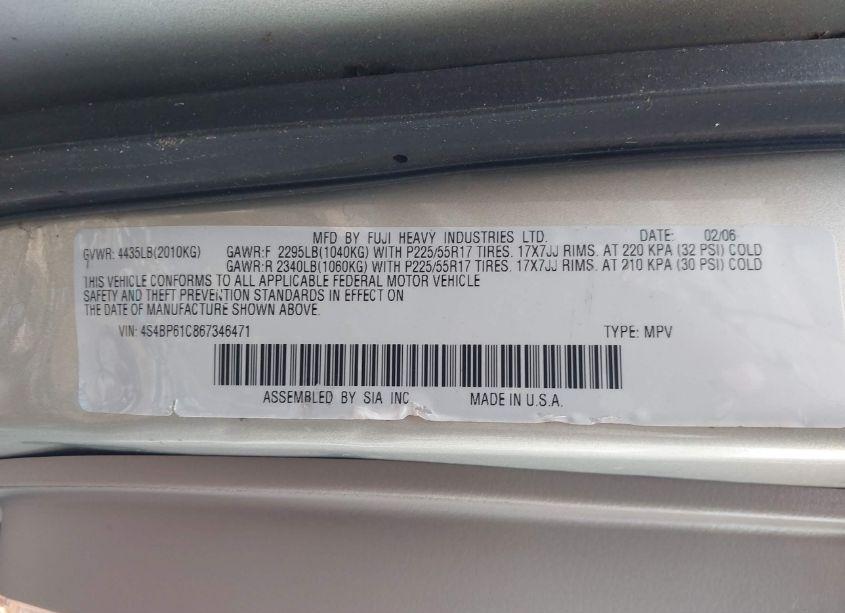 MFD BY FUJI HEAVY INDUSTRIES LTD. DATE: 02/06
GVWR: 4435LB(2010KG) GAWR:F 2295LB(1040KG) WITH P225/55R17 TIRES. 17X7JJ RIMS. AT 220 KPA (32 PSI) COLD
GAWR:R 2340LB(1060KG) WITH P225/55R17 TIRES. 17X7JJ RIMS. AT 210 KPA (30 PSI) COLD
THIS VEHICLE CONFORMS TO ALL APPLICABLE FEDERAL MOTOR VEHICLE
SAFETY AND THEFT PREVENTION STANDARDS IN EFFECT ON
THE DATE OF MANUFACTURE SHOWN ABOVE.
VIN: 4S4BP61C867346471 TYPE: MPV
ASSEMBLED BY SIA INC MADE IN U.S.A.